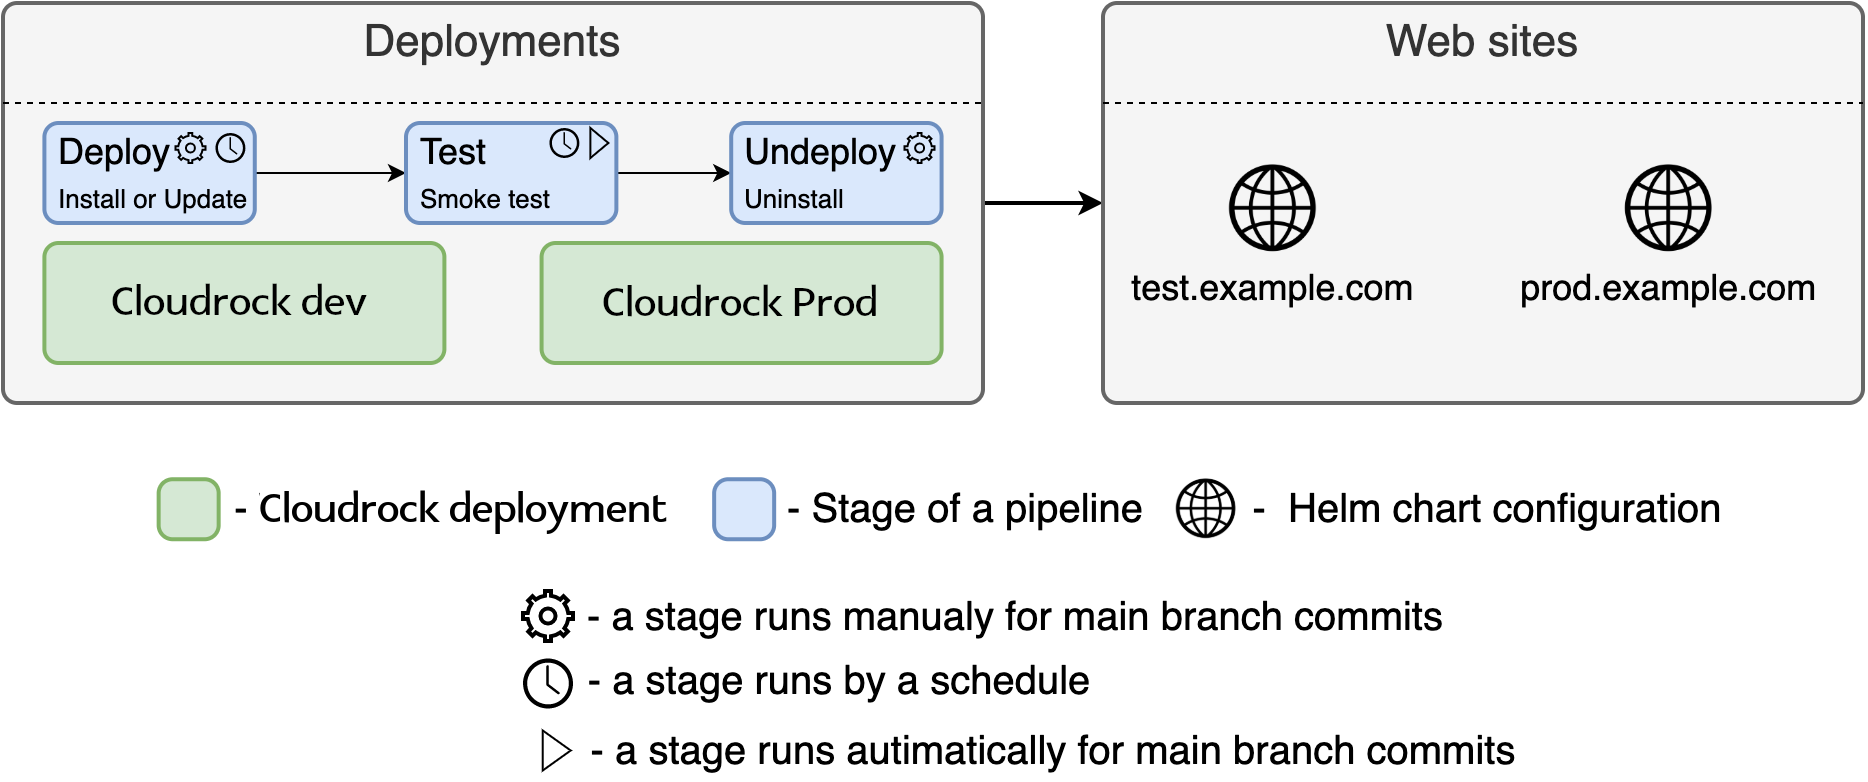 Deployments
Web sites
Deploy
Install or Update
Test
Smoke test
Undeploy
Uninstall
Cloudrock dev
Cloudrock Prod
test.example.com
prod.example.com
- Cloudrock deployment
- Stage of a pipeline
- Helm chart configuration
- a stage runs manualy for main branch commits
- a stage runs by a schedule
- a stage runs autimatically for main branch commits